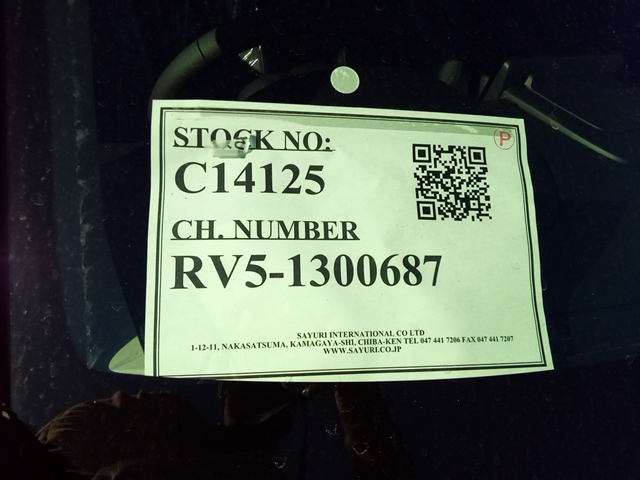 STOCK NO:
P
C14125
CH. NUMBER
RV5-1300687
SAYURI INTERNATIONAL CO LTD
1-12-11, NAKASATSUMA, KAMAGAYA-SHI, CHIBA-KEN TEL 047 441 7206 FAX 047 441 7207
WWW.SAYURI.CO.JP